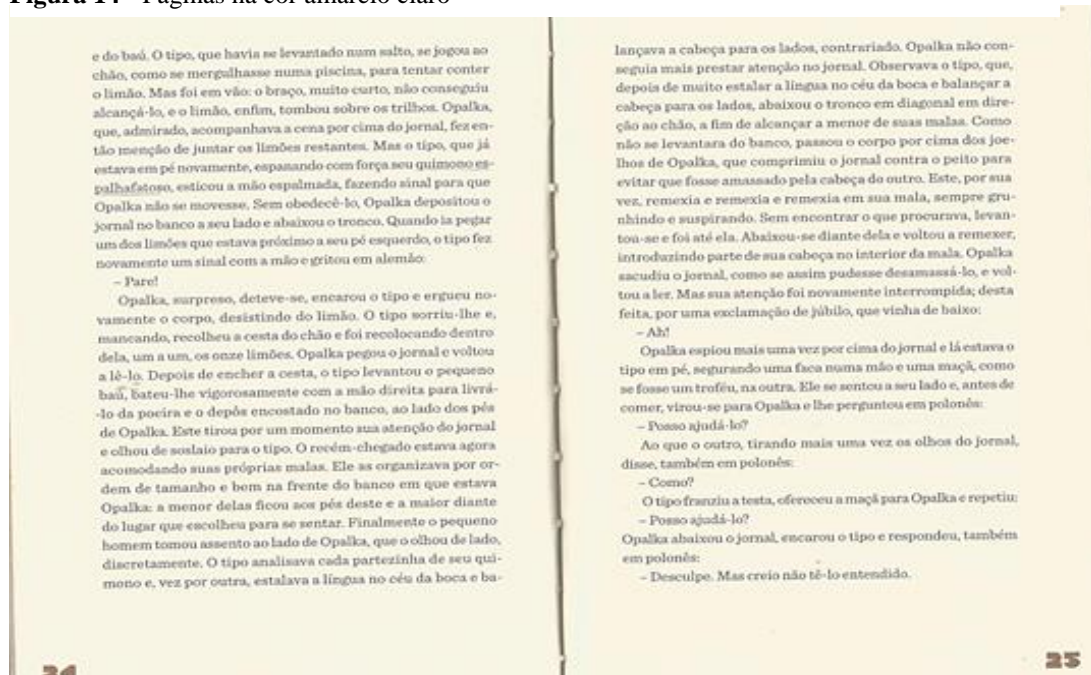 Figura 14 - Páginas na cor amarelo claro
e do baú. O tipo, que havia se levantado num salto, se jogou ao
chão, como se mergulhasse numa piscina, para tentar conter
o limão. Mas foi em vão: o braço, muito curto, não conseguiu
alcançá-lo, e o limão, enfim, tombou sobre os trilhos. Opalka,
que, admirado, acompanhava a cena por cima do jornal, fez en-
tão menção de juntar os limões restantes. Mas o tipo, que já
estava em pé novamente, espanando com força seu quimono es-
palhafatoso, esticou a mão espalmada, fazendo sinal para que
Opalka não se movesse. Sem obedecê-lo, Opalka depositou o
jornal no banco a seu lado e abaixou o tronco. Quando ia pegar
um dos limões que estava próximo a seu pé esquerdo, o tipo fez
novamente um sinal com a mão e gritou em alemão:
– Pare!
Opalka, surpreso, deteve-se, encarou o tipo e ergueu no-
vamente o corpo, desistindo do limão. O tipo sorriu-lhe e,
mancando, recolheu a cesta do chão e foi recolocando dentro
dela, um a um, os onze limões. Opalka pegou o jornal e voltou
a lê-lo. Depois de encher a cesta, o tipo levantou o pequeno
baú, bateu-lhe vigorosamente com a mão direita para livrá-
-lo da poeira e o depôs encostado no banco, ao lado dos pés
de Opalka. Este tirou por um momento sua atenção do jornal
e olhou de soslaio para o tipo. O recém-chegado estava agora
acomodando suas próprias malas. Ele as organizava por or-
dem de tamanho e bem na frente do banco em que estava
Opalka: a menor delas ficou aos pés deste e a maior diante
do lugar que escolheu para se sentar. Finalmente o pequeno
homem tomou assento ao lado de Opalka, que o olhou de lado,
discretamente. O tipo analisava cada partezinha de seu qui-
mono e, vez por outra, estalava a língua no céu da boca e ba-
24
lançava a cabeça para os lados, contrariado. Opalka não con-
seguia mais prestar atenção no jornal. Observava o tipo, que,
depois de muito estalar a língua no céu da boca e balançar a
cabeça para os lados, abaixou o tronco em diagonal em dire-
ção ao chão, a fim de alcançar a menor de suas malas. Como
não se levantara do banco, passou o corpo por cima dos joe-
lhos de Opalka, que comprimiu o jornal contra o peito para
evitar que fosse amassado pela cabeça do outro. Este, por sua
vez, remexia e remexia e remexia em sua mala, sempre gru-
nhindo e suspirando. Sem encontrar o que procurava, levan-
tou-se e foi até ela. Abaixou-se diante dela e voltou a remexer,
introduzindo parte de sua cabeça no interior da mala. Opalka
sacudiu o jornal, como se assim pudesse desamassá-lo, e vol-
tou a ler. Mas sua atenção foi novamente interrompida; desta
feita, por uma exclamação de júbilo, que vinha de baixo:
– Ah!
Opalka espiou mais uma vez por cima do jornal e lá estava o
tipo em pé, segurando uma faca numa mão e uma maçã, como
se fosse um troféu, na outra. Ele se sentou a seu lado e, antes de
comer, virou-se para Opalka e lhe perguntou em polonês:
– Posso ajudá-lo?
Ao que o outro, tirando mais uma vez os olhos do jornal,
disse, também em polonês:
– Como?
O tipo franziu a testa, ofereceu a maçã para Opalka e repetiu:
– Posso ajudá-lo?
Opalka abaixou o jornal, encarou o tipo e respondeu, também
em polonês:
– Desculpe. Mas creio não tê-lo entendido.
25